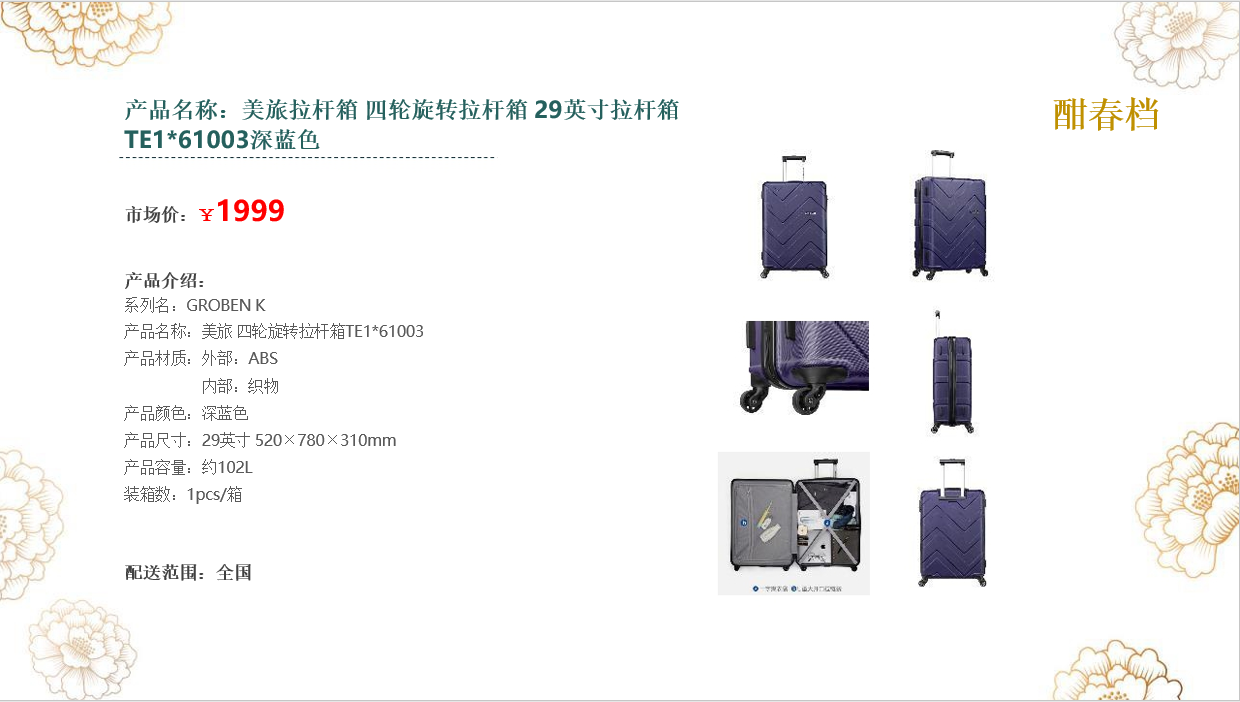 产品名称：美旅拉杆箱 四轮旋转拉杆箱 29英寸拉杆箱
TE1*61003深蓝色
酣春档
市场价：￥1999
产品介绍：
系列名：GROBEN K
产品名称：美旅 四轮旋转拉杆箱TE1*61003
产品材质：外部：ABS
内部：织物
产品颜色：深蓝色
产品尺寸：29英寸 520×780×310mm
产品容量：约102L
装箱数：1pcs/箱
配送范围：全国